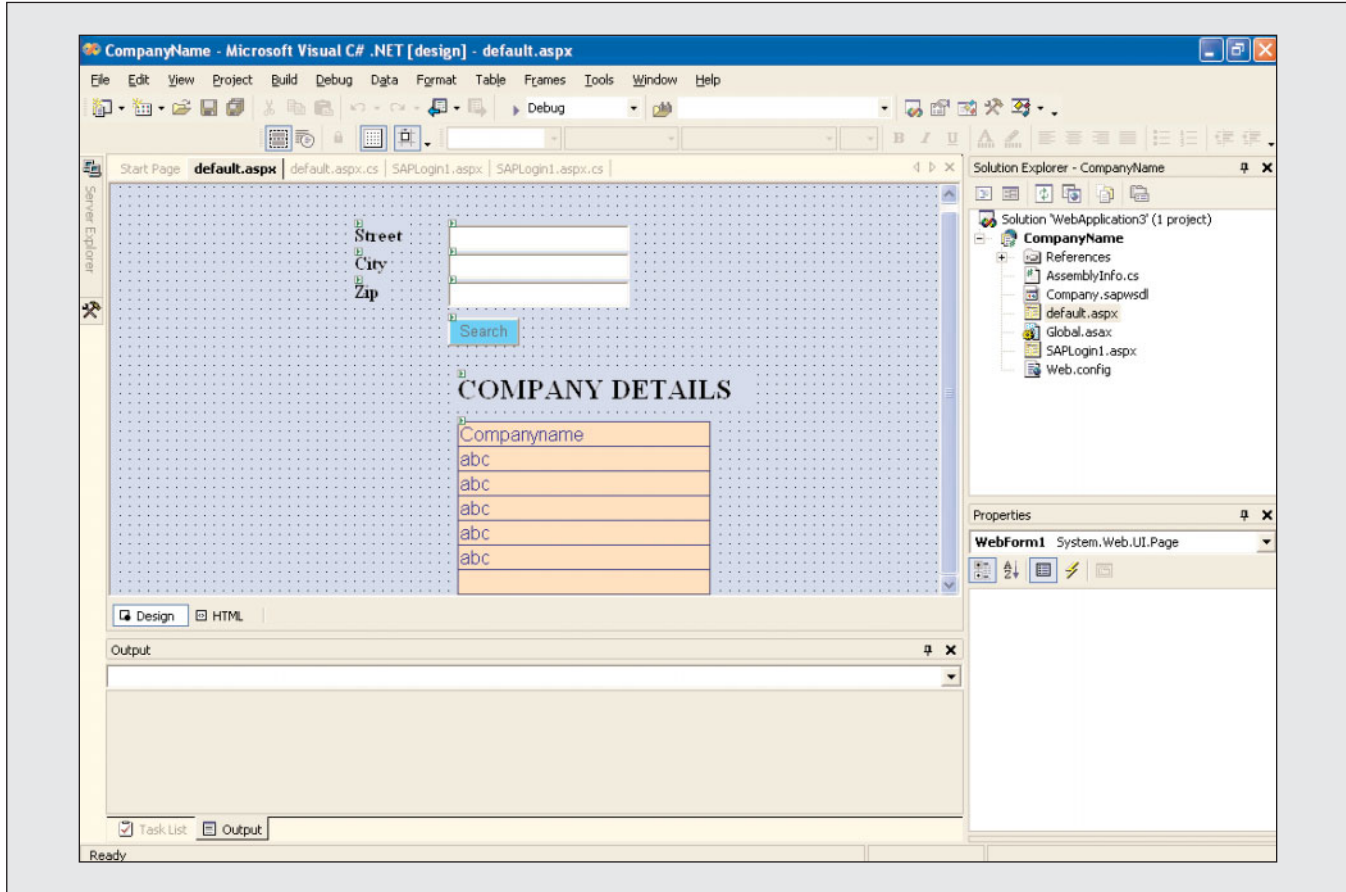 CompanyName - Microsoft Visual C# .NET [design] - default.aspx
File Edit View Project Build Debug Data Format Table Frames Tools Window Help
Debug
B I U A
Start Page default.aspx default.aspx.cs SAPLogin1.aspx SAPLogin1.aspx.cs
Server Explorer
Street
City
Zip
Search
COMPANY DETAILS
Companyname
abc
abc
abc
abc
abc
Design HTML
Output
Task List Output
Ready
Solution Explorer - CompanyName
Solution 'WebApplication3' (1 project)
CompanyName
References
AssemblyInfo.cs
Company.sapwsdl
default.aspx
Global.asax
SAPLogin1.aspx
Web.config
Properties
WebForm1 System.Web.UI.Page